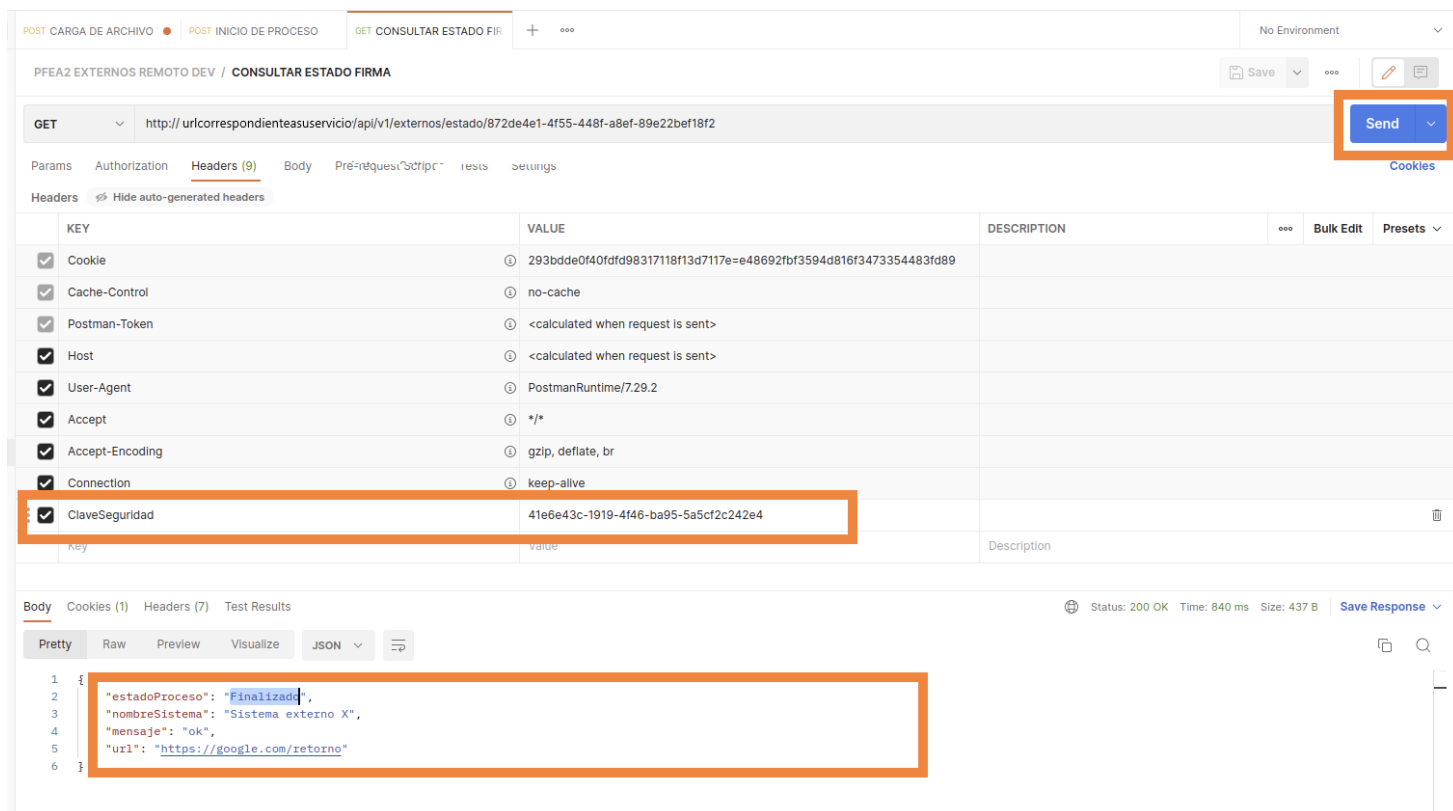 POST CARGA DE ARCHIVO POST INICIO DE PROCESO GET CONSULTAR ESTADO FIR No Environment
PFEA2 EXTERNOS REMOTO DEV / CONSULTAR ESTADO FIRMA Save
GET http:// urlcorrespondienteasuservicio/api/v1/externos/estado/872de4e1-4f55-448f-a8ef-89e22bef18f2 Send
Params Authorization Headers (9) Body Pre-request Script Tests Settings Cookies
Headers Hide auto-generated headers
KEY VALUE DESCRIPTION Bulk Edit Presets
Cookie 293bdde0f40fdfd98317118f13d7117e=e48692fbf3594d816f3473354483fd89
Cache-Control no-cache
Postman-Token <calculated when request is sent>
Host <calculated when request is sent>
User-Agent PostmanRuntime/7.29.2
Accept */*
Accept-Encoding gzip, deflate, br
Connection keep-alive
ClaveSeguridad 41e6e43c-1919-4f46-ba95-5a5cf2c242e4
Key Value Description
Body Cookies (1) Headers (7) Test Results Status: 200 OK Time: 840 ms Size: 437 B Save Response
Pretty Raw Preview Visualize JSON
1 {
2 "estadoProceso": "Finalizado",
3 "nombreSistema": "Sistema externo X",
4 "mensaje": "ok",
5 "url": "https://google.com/retorno"
6 }